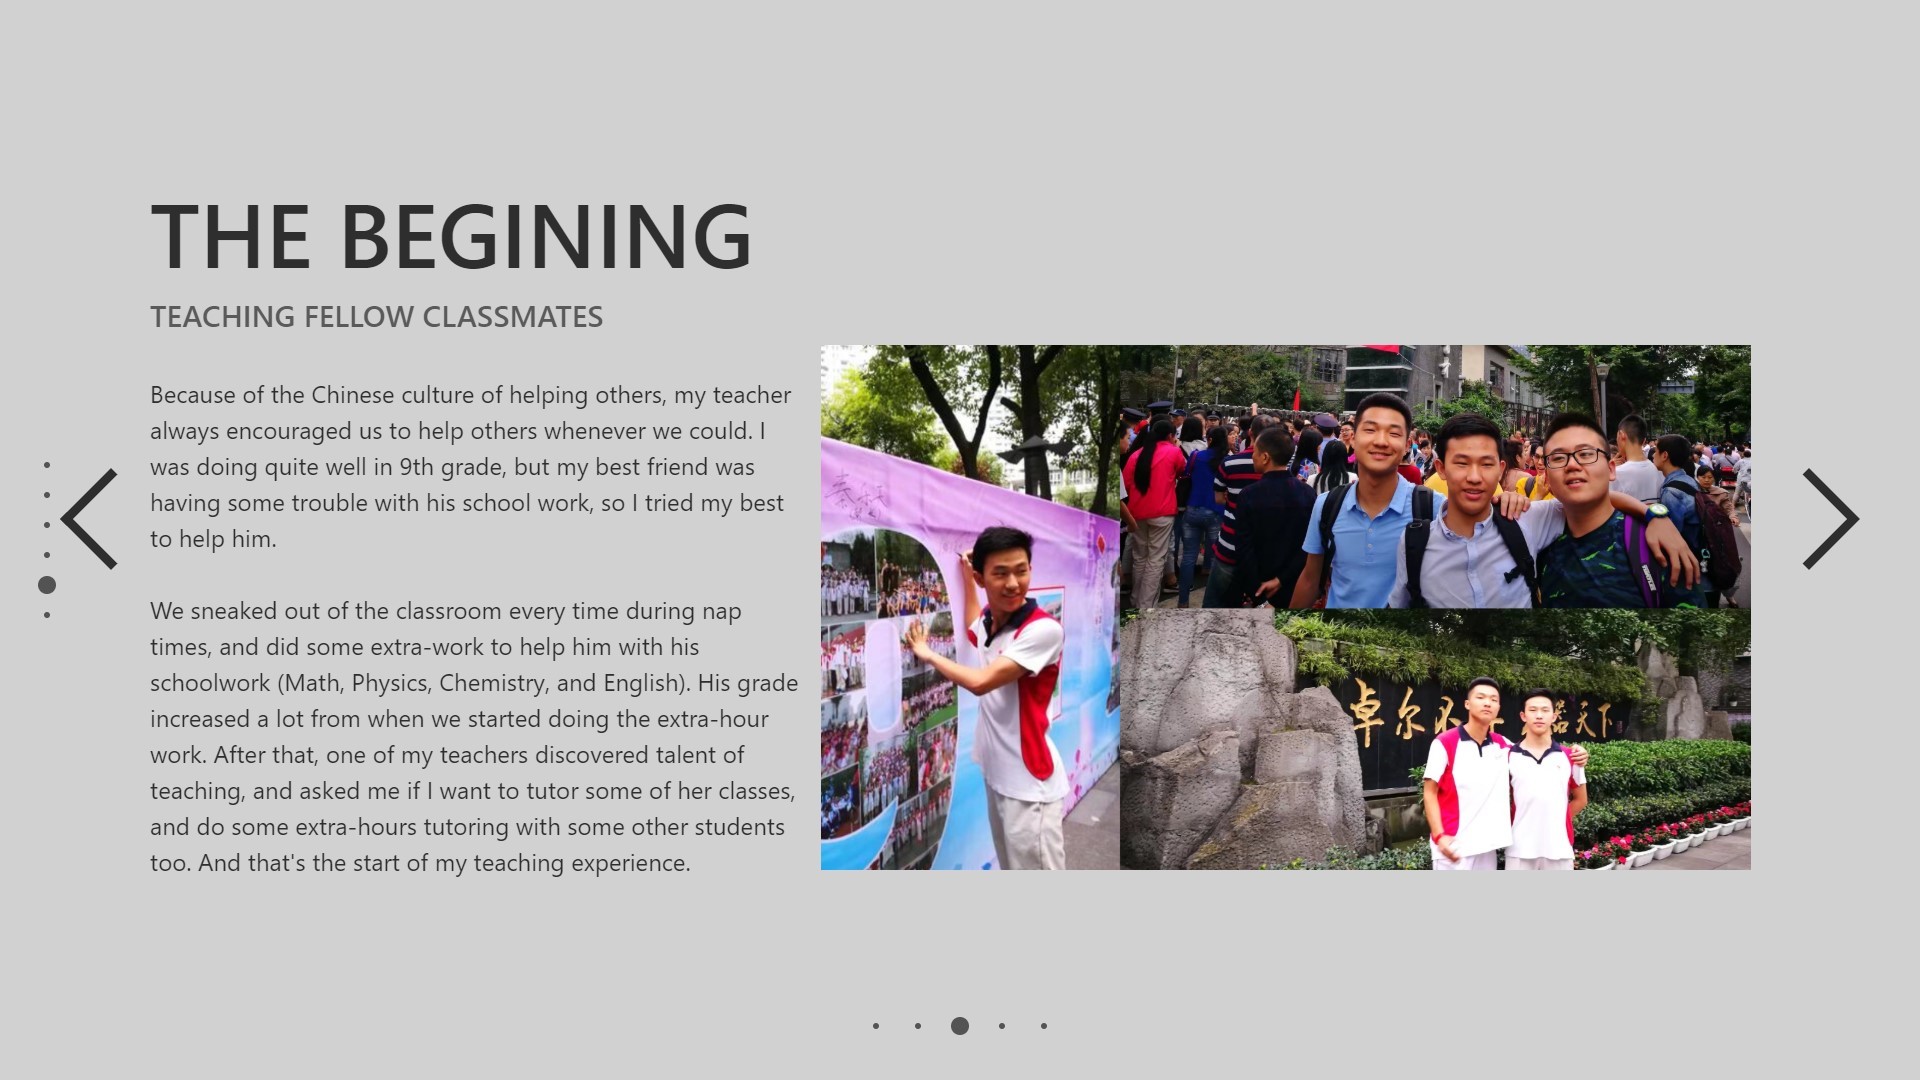 THE BEGINING
TEACHING FELLOW CLASSMATES
Because of the Chinese culture of helping others, my teacher
always encouraged us to help others whenever we could. I
was doing quite well in 9th grade, but my best friend was
having some trouble with his school work, so I tried my best
to help him.
We sneaked out of the classroom every time during nap
times, and did some extra-work to help him with his
schoolwork (Math, Physics, Chemistry, and English). His grade
increased a lot from when we started doing the extra-hour
work. After that, one of my teachers discovered talent of
teaching, and asked me if I want to tutor some of her classes,
and do some extra-hours tutoring with some other students
too. And that's the start of my teaching experience.
卓尔不 器天下